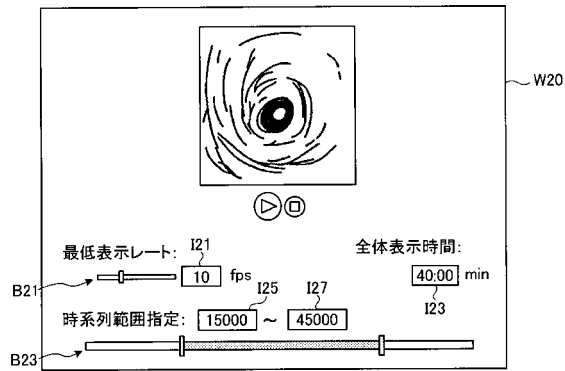 W20
最低表示レート: I21
全体表示時間:
B21 10 fps
40:00 min
I23
I25 I27
時系列範囲指定: 15000 ～ 45000
B23